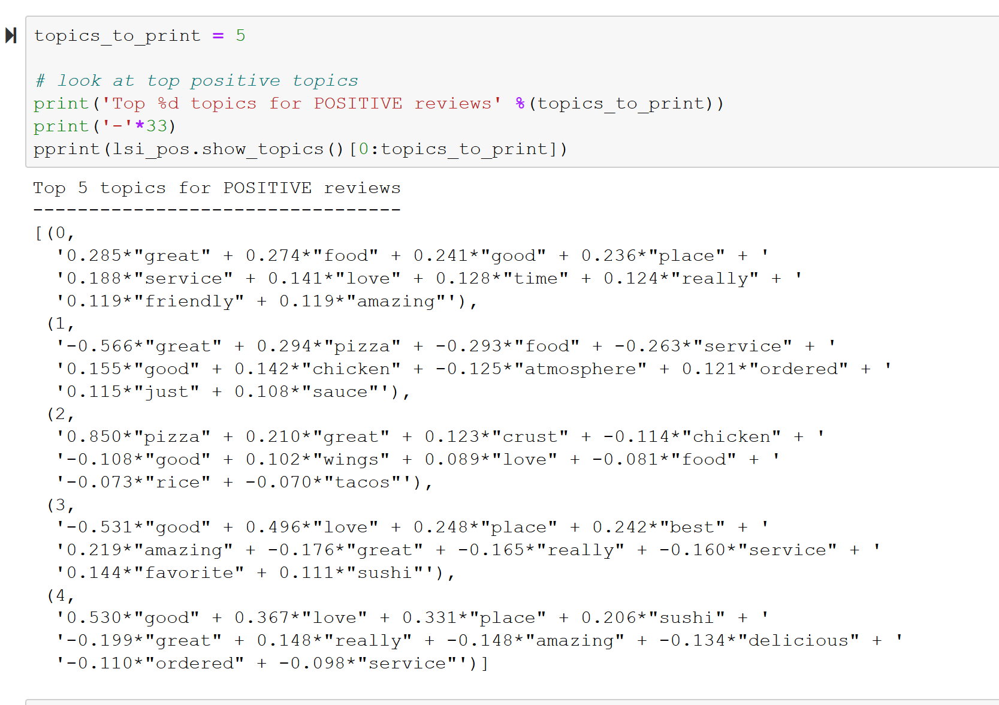 topics_to_print = 5
# look at top positive topics
print('Top %d topics for POSITIVE reviews' %(topics_to_print))
print('-'*33)
pprint(lsi_pos.show_topics()[0:topics_to_print])
Top 5 topics for POSITIVE reviews
---------------------------------
[(0,
  '0.285*"great" + 0.274*"food" + 0.241*"good" + 0.236*"place" + '
  '0.188*"service" + 0.141*"love" + 0.128*"time" + 0.124*"really" + '
  '0.119*"friendly" + 0.119*"amazing"'),
 (1,
  '-0.566*"great" + 0.294*"pizza" + -0.293*"food" + -0.263*"service" + '
  '0.155*"good" + 0.142*"chicken" + -0.125*"atmosphere" + 0.121*"ordered" + '
  '0.115*"just" + 0.108*"sauce"'),
 (2,
  '0.850*"pizza" + 0.210*"great" + 0.123*"crust" + -0.114*"chicken" + '
  '-0.108*"good" + 0.102*"wings" + 0.089*"love" + -0.081*"food" + '
  '-0.073*"rice" + -0.070*"tacos"'),
 (3,
  '-0.531*"good" + 0.496*"love" + 0.248*"place" + 0.242*"best" + '
  '0.219*"amazing" + -0.176*"great" + -0.165*"really" + -0.160*"service" + '
  '0.144*"favorite" + 0.111*"sushi"'),
 (4,
  '0.530*"good" + 0.367*"love" + 0.331*"place" + 0.206*"sushi" + '
  '-0.199*"great" + 0.148*"really" + -0.148*"amazing" + -0.134*"delicious" + '
  '-0.110*"ordered" + -0.098*"service"')]